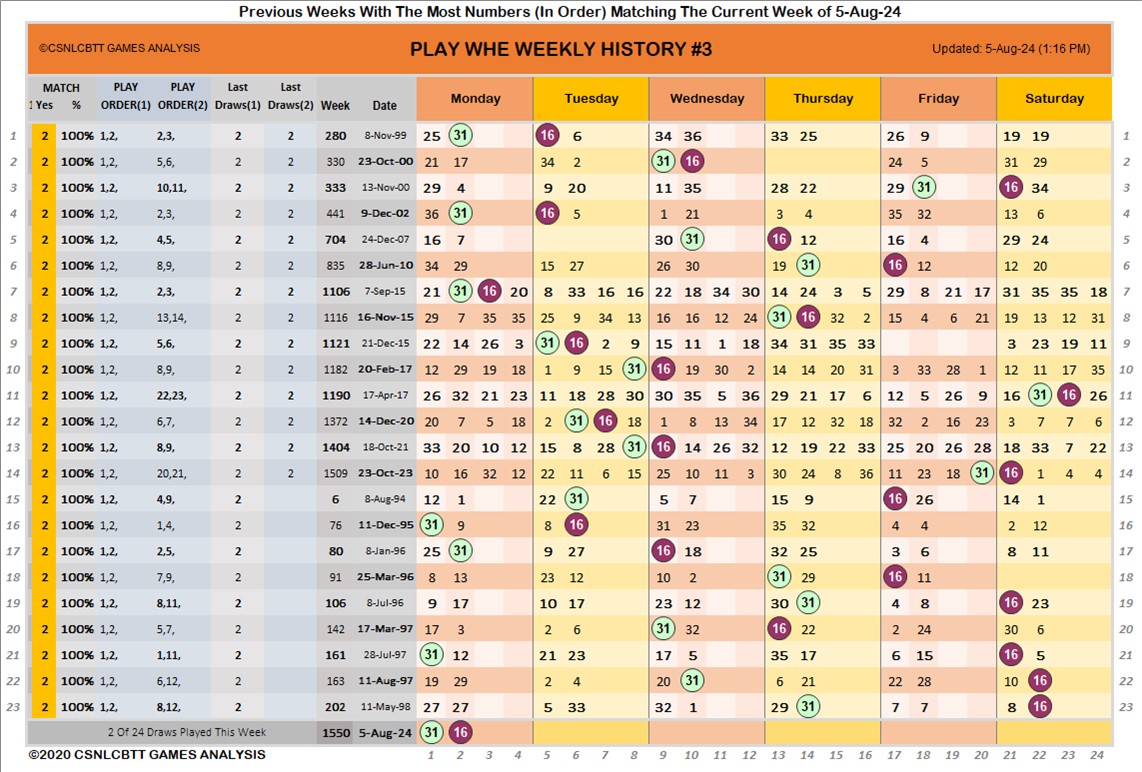 Previous Weeks With The Most Numbers (In Order) Matching The Current Week of 5-Aug-24
©CSNLCBTT GAMES ANALYSIS PLAY WHE WEEKLY HISTORY #3 Updated: 5-Aug-24 (1:16 PM)
MATCH PLAY PLAY Last Last
1 Yes % ORDER(1) ORDER(2) Draws(1) Draws(2) Week Date Monday Tuesday Wednesday Thursday Friday Saturday
1 2 100% 1,2, 2,3, 2 2 280 8-Nov-99 25 31 16 6 34 36 33 25 26 9 19 19 1
2 2 100% 1,2, 5,6, 2 2 330 23-Oct-00 21 17 34 2 31 16 24 5 31 29 2
3 2 100% 1,2, 10,11, 2 2 333 13-Nov-00 29 4 9 20 11 35 28 22 29 31 16 34 3
4 2 100% 1,2, 2,3, 2 2 441 9-Dec-02 36 31 16 5 1 21 3 4 35 32 13 6 4
5 2 100% 1,2, 4,5, 2 2 704 24-Dec-07 16 7 30 31 16 12 16 4 29 24 5
6 2 100% 1,2, 8,9, 2 2 835 28-Jun-10 34 29 15 27 26 30 19 31 16 12 12 20 6
7 2 100% 1,2, 2,3, 2 2 1106 7-Sep-15 21 31 16 20 8 33 16 16 22 18 34 30 14 24 3 5 29 8 21 17 31 35 35 18 7
8 2 100% 1,2, 13,14, 2 2 1116 16-Nov-15 29 7 35 35 25 9 34 13 16 16 12 24 31 16 32 2 15 4 6 21 19 13 12 31 8
9 2 100% 1,2, 5,6, 2 2 1121 21-Dec-15 22 14 26 3 31 16 2 9 15 11 1 18 34 31 35 33 3 23 19 11 9
10 2 100% 1,2, 8,9, 2 2 1182 20-Feb-17 12 29 19 18 1 9 15 31 16 19 30 2 14 14 20 31 3 33 28 1 12 11 17 35 10
11 2 100% 1,2, 22,23, 2 2 1190 17-Apr-17 26 32 21 23 11 18 28 30 30 35 5 36 29 21 17 6 12 5 26 9 16 31 16 26 11
12 2 100% 1,2, 6,7, 2 2 1372 14-Dec-20 20 7 5 18 2 31 16 18 1 8 13 34 17 12 32 18 32 2 16 23 3 7 7 6 12
13 2 100% 1,2, 8,9, 2 2 1404 18-Oct-21 33 20 10 12 15 8 28 31 16 14 26 32 12 19 22 33 25 20 26 28 18 33 7 22 13
14 2 100% 1,2, 20,21, 2 2 1509 23-Oct-23 10 16 32 12 22 11 6 15 25 10 11 3 30 24 8 36 11 23 18 31 16 1 4 4 14
15 2 100% 1,2, 4,9, 2 6 8-Aug-94 12 1 22 31 5 7 15 9 16 26 14 1 15
16 2 100% 1,2, 1,4, 2 76 11-Dec-95 31 9 8 16 31 23 35 32 4 4 2 12 16
17 2 100% 1,2, 2,5, 2 80 8-Jan-96 25 31 9 27 16 18 32 25 3 6 8 11 17
18 2 100% 1,2, 7,9, 2 91 25-Mar-96 8 13 23 12 10 2 31 29 16 11 18
19 2 100% 1,2, 8,11, 2 106 8-Jul-96 9 17 10 17 23 12 30 31 4 8 16 23 19
20 2 100% 1,2, 5,7, 2 142 17-Mar-97 17 3 2 6 31 32 16 22 2 24 30 6 20
21 2 100% 1,2, 1,11, 2 161 28-Jul-97 31 12 21 23 17 5 35 17 6 15 16 5 21
22 2 100% 1,2, 6,12, 2 163 11-Aug-97 19 29 2 4 20 31 6 21 22 28 10 16 22
23 2 100% 1,2, 8,12, 2 202 11-May-98 27 27 5 33 32 1 29 31 7 7 8 16 23
2 Of 24 Draws Played This Week 1550 5-Aug-24 31 16
©2020 CSNLCBTT GAMES ANALYSIS 1 2 3 4 5 6 7 8 9 10 11 12 13 14 15 16 17 18 19 20 21 22 23 24